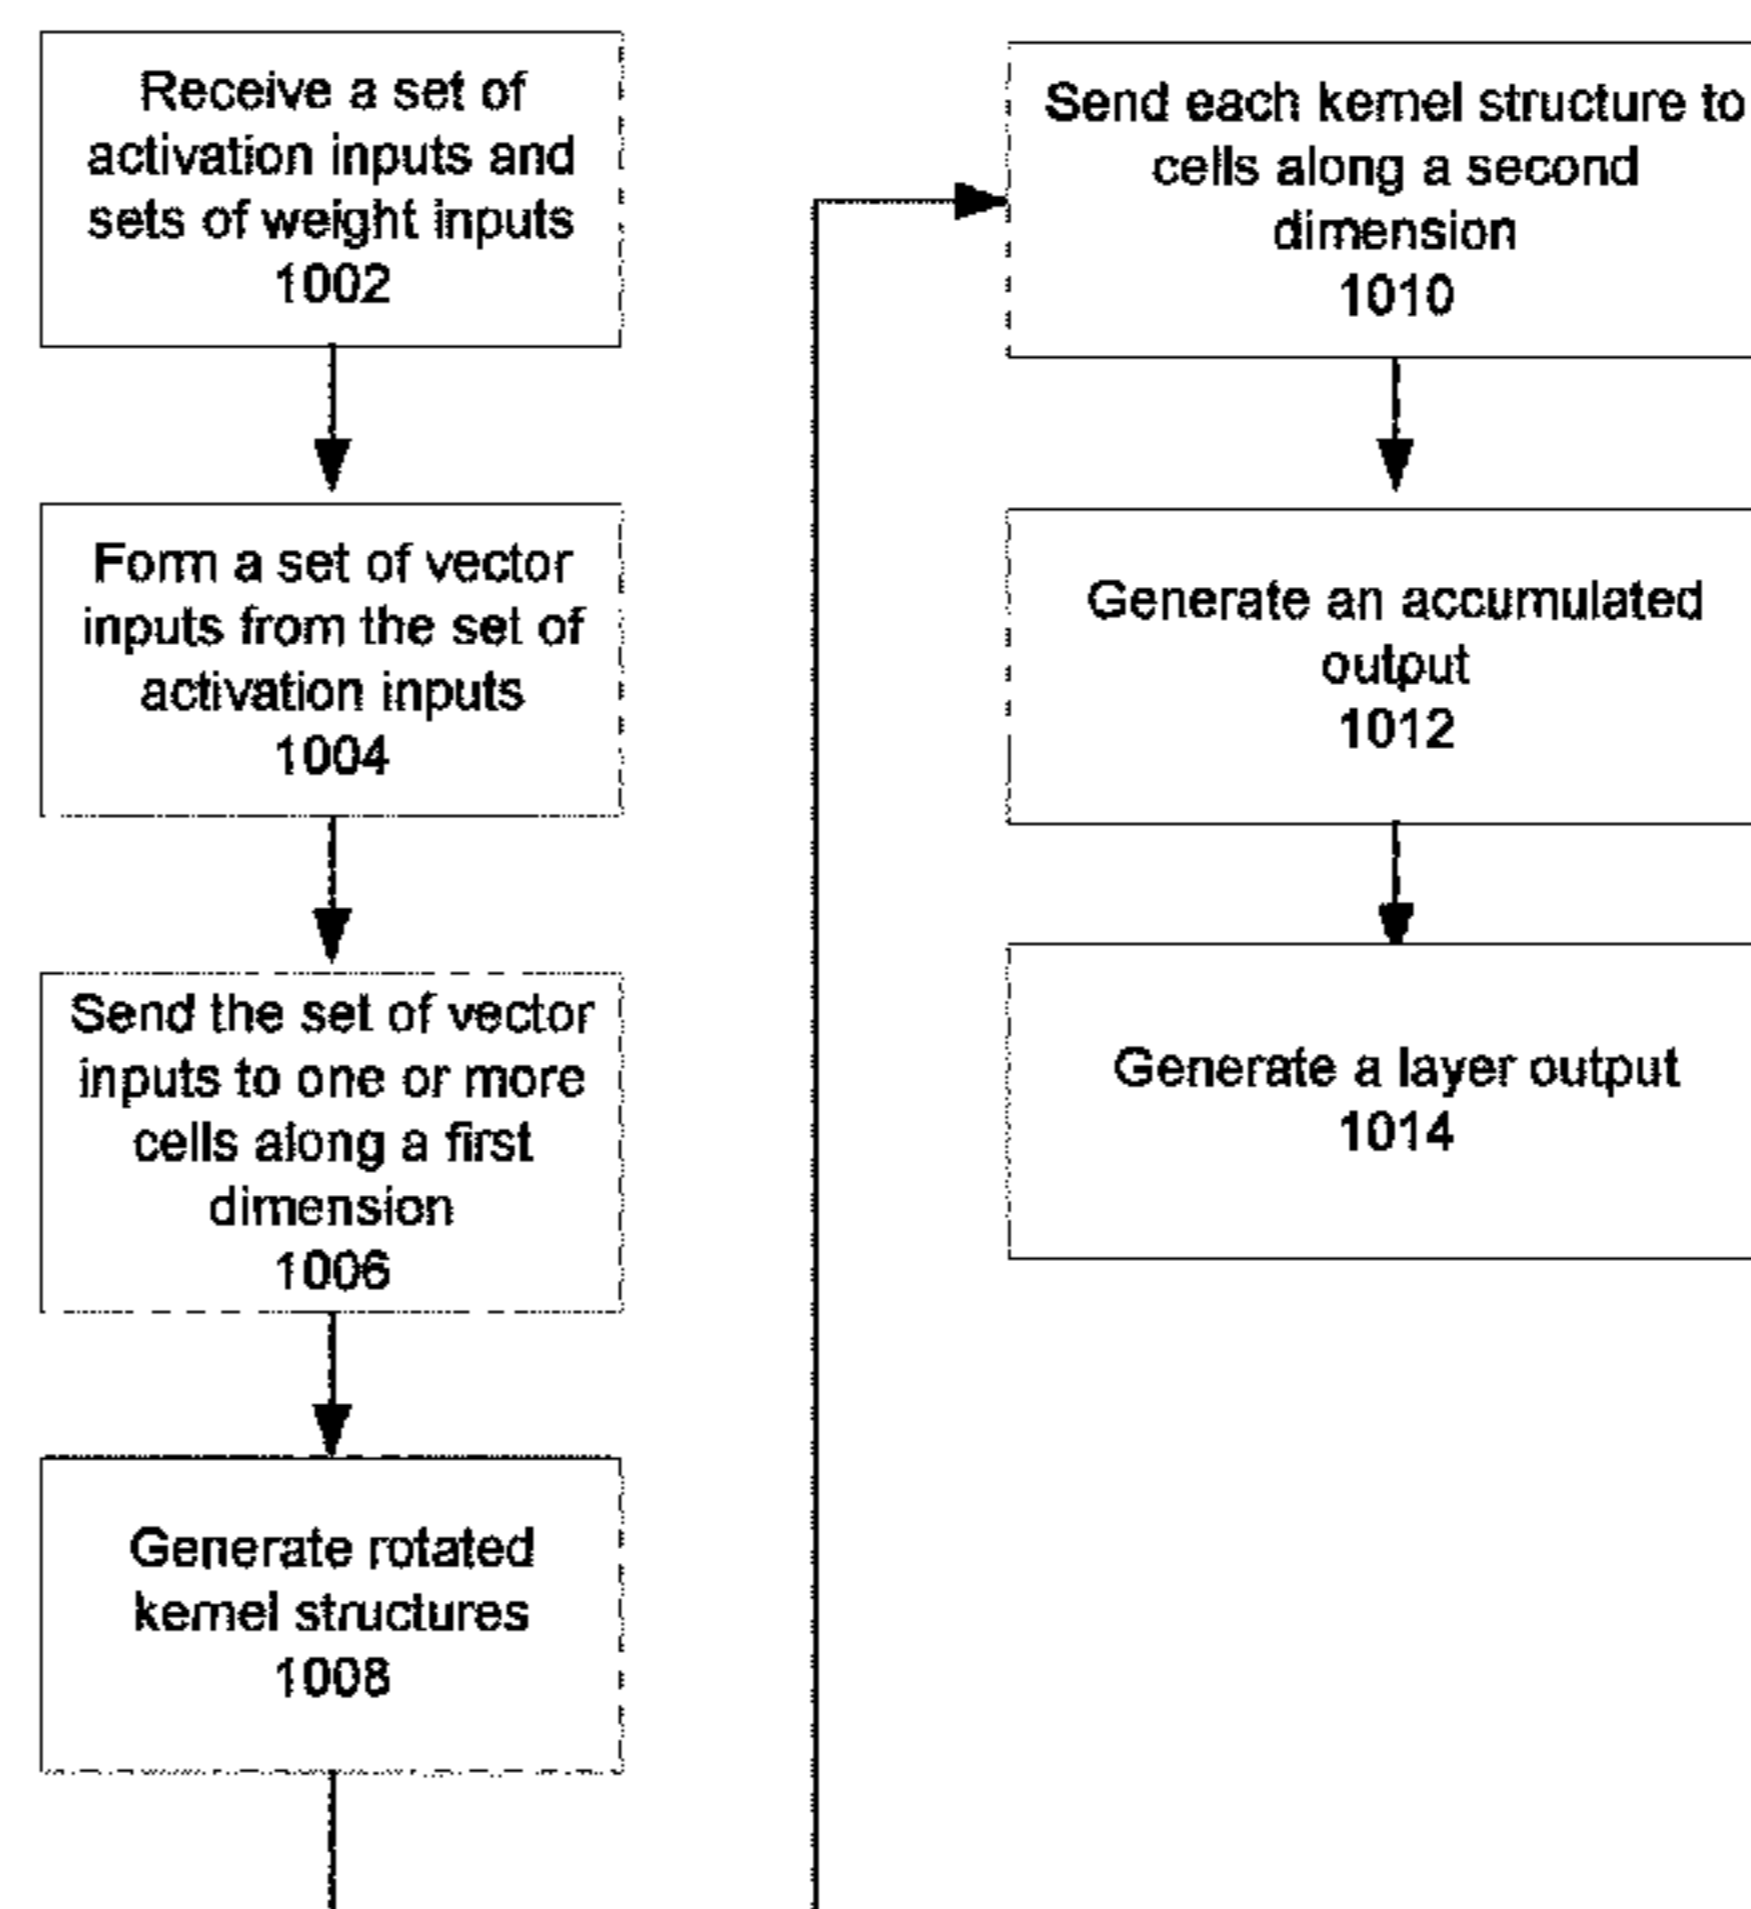 Receive a set of
activation inputs and
sets of weight inputs
1002
Form a set of vector
inputs from the set of
activation inputs
1004
Send the set of vector
inputs to one or more
cells along a first
dimension
1006
Generate rotated
kernel structures
1008
Send each kernel structure to
cells along a second
dimension
1010
Generate an accumulated
output
1012
Generate a layer output
1014